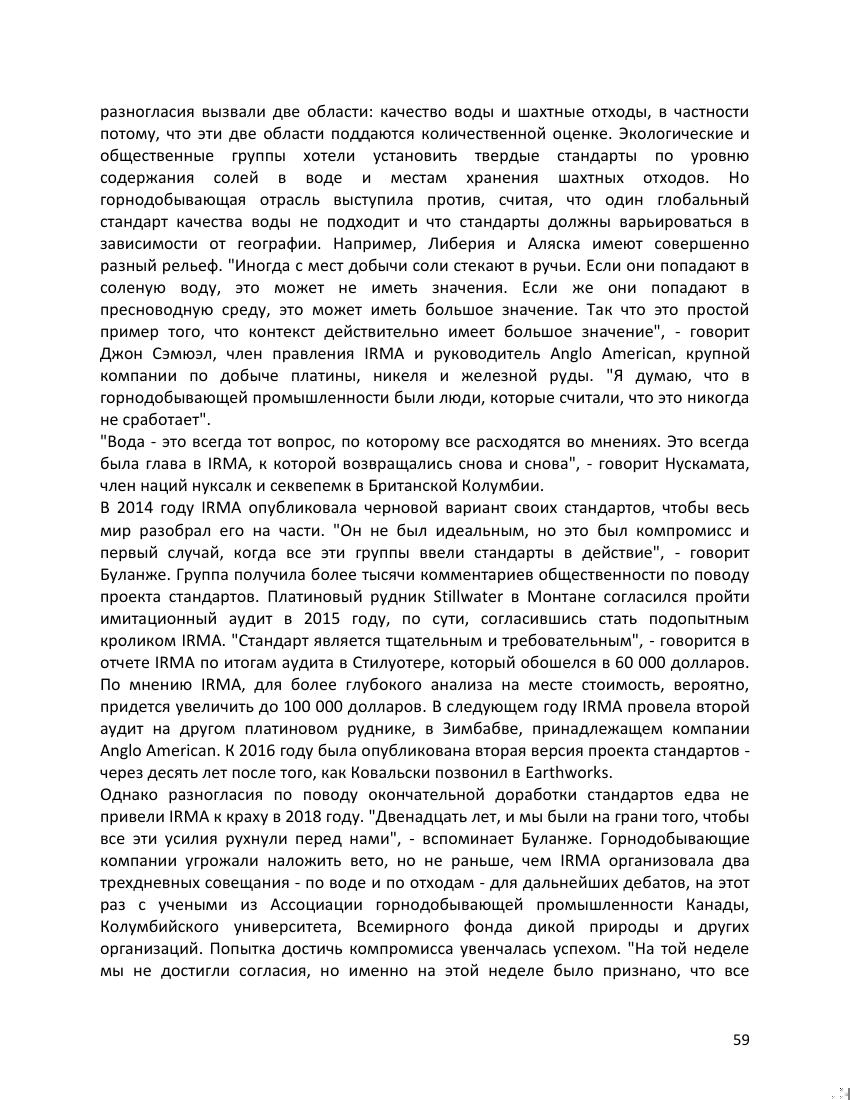 разногласия вызвали две области: качество воды и шахтные отходы, в частности
потому, что эти две области поддаются количественной оценке. Экологические и
общественные группы хотели установить твердые стандарты по уровню
содержания солей в воде и местам хранения шахтных отходов. Но
горнодобывающая отрасль выступила против, считая, что один глобальный
стандарт качества воды не подходит и что стандарты должны варьироваться в
зависимости от географии. Например, Либерия и Аляска имеют совершенно
разный рельеф. "Иногда с мест добычи соли стекают в ручьи. Если они попадают в
соленую воду, это может не иметь значения. Если же они попадают в
пресноводную среду, это может иметь большое значение. Так что это простой
пример того, что контекст действительно имеет большое значение", - говорит
Джон Сэмюэл, член правления IRMA и руководитель Anglo American, крупной
компании по добыче платины, никеля и железной руды. "Я думаю, что в
горнодобывающей промышленности были люди, которые считали, что это никогда
не сработает".
"Вода - это всегда тот вопрос, по которому все расходятся во мнениях. Это всегда
была глава в IRMA, к которой возвращались снова и снова", - говорит Нускамата,
член наций нуксалк и секвепемк в Британской Колумбии.
В 2014 году IRMA опубликовала черновой вариант своих стандартов, чтобы весь
мир разобрал его на части. "Он не был идеальным, но это был компромисс и
первый случай, когда все эти группы ввели стандарты в действие", - говорит
Буланже. Группа получила более тысячи комментариев общественности по поводу
проекта стандартов. Платиновый рудник Stillwater в Монтане согласился пройти
имитационный аудит в 2015 году, по сути, согласившись стать подопытным
кроликом IRMA. "Стандарт является тщательным и требовательным", - говорится в
отчете IRMA по итогам аудита в Стилуотере, который обошелся в 60 000 долларов.
По мнению IRMA, для более глубокого анализа на месте стоимость, вероятно,
придется увеличить до 100 000 долларов. В следующем году IRMA провела второй
аудит на другом платиновом руднике, в Зимбабве, принадлежащем компании
Anglo American. К 2016 году была опубликована вторая версия проекта стандартов -
через десять лет после того, как Ковальски позвонил в Earthworks.
Однако разногласия по поводу окончательной доработки стандартов едва не
привели IRMA к краху в 2018 году. "Двенадцать лет, и мы были на грани того, чтобы
все эти усилия рухнули перед нами", - вспоминает Буланже. Горнодобывающие
компании угрожали наложить вето, но не раньше, чем IRMA организовала два
трехдневных совещания - по воде и по отходам - для дальнейших дебатов, на этот
раз с учеными из Ассоциации горнодобывающей промышленности Канады,
Колумбийского университета, Всемирного фонда дикой природы и других
организаций. Попытка достичь компромисса увенчалась успехом. "На той неделе
мы не достигли согласия, но именно на этой неделе было признано, что все
59